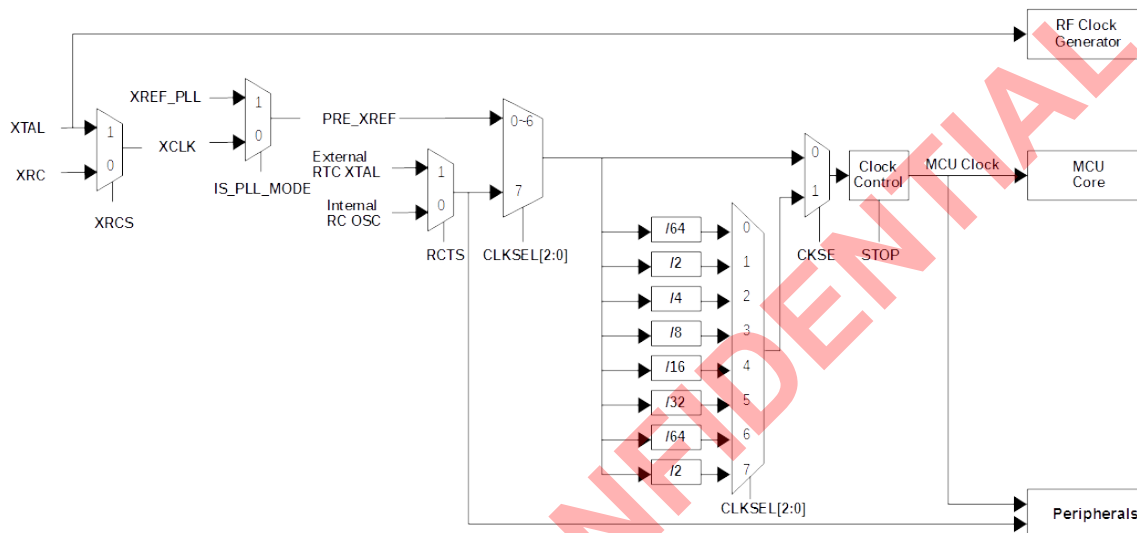 RF Clock
Generator
XREF_PLL
1
XTAL
1
0
PRE_XREF
0~6
XCLK
0
External
RTC XTAL
1
XRC
0
IS_PLL_MODE
7
Internal
RC OSC
0
XRCS
RCTS
CLKSEL[2:0]
0
1
Clock
Control
MCU Clock
MCU
Core
CKSE
STOP
/64
0
/2
1
/4
2
/8
3
/16
4
/32
5
/64
6
/2
7
CLKSEL[2:0]
Peripherals
NFIDENTIAL